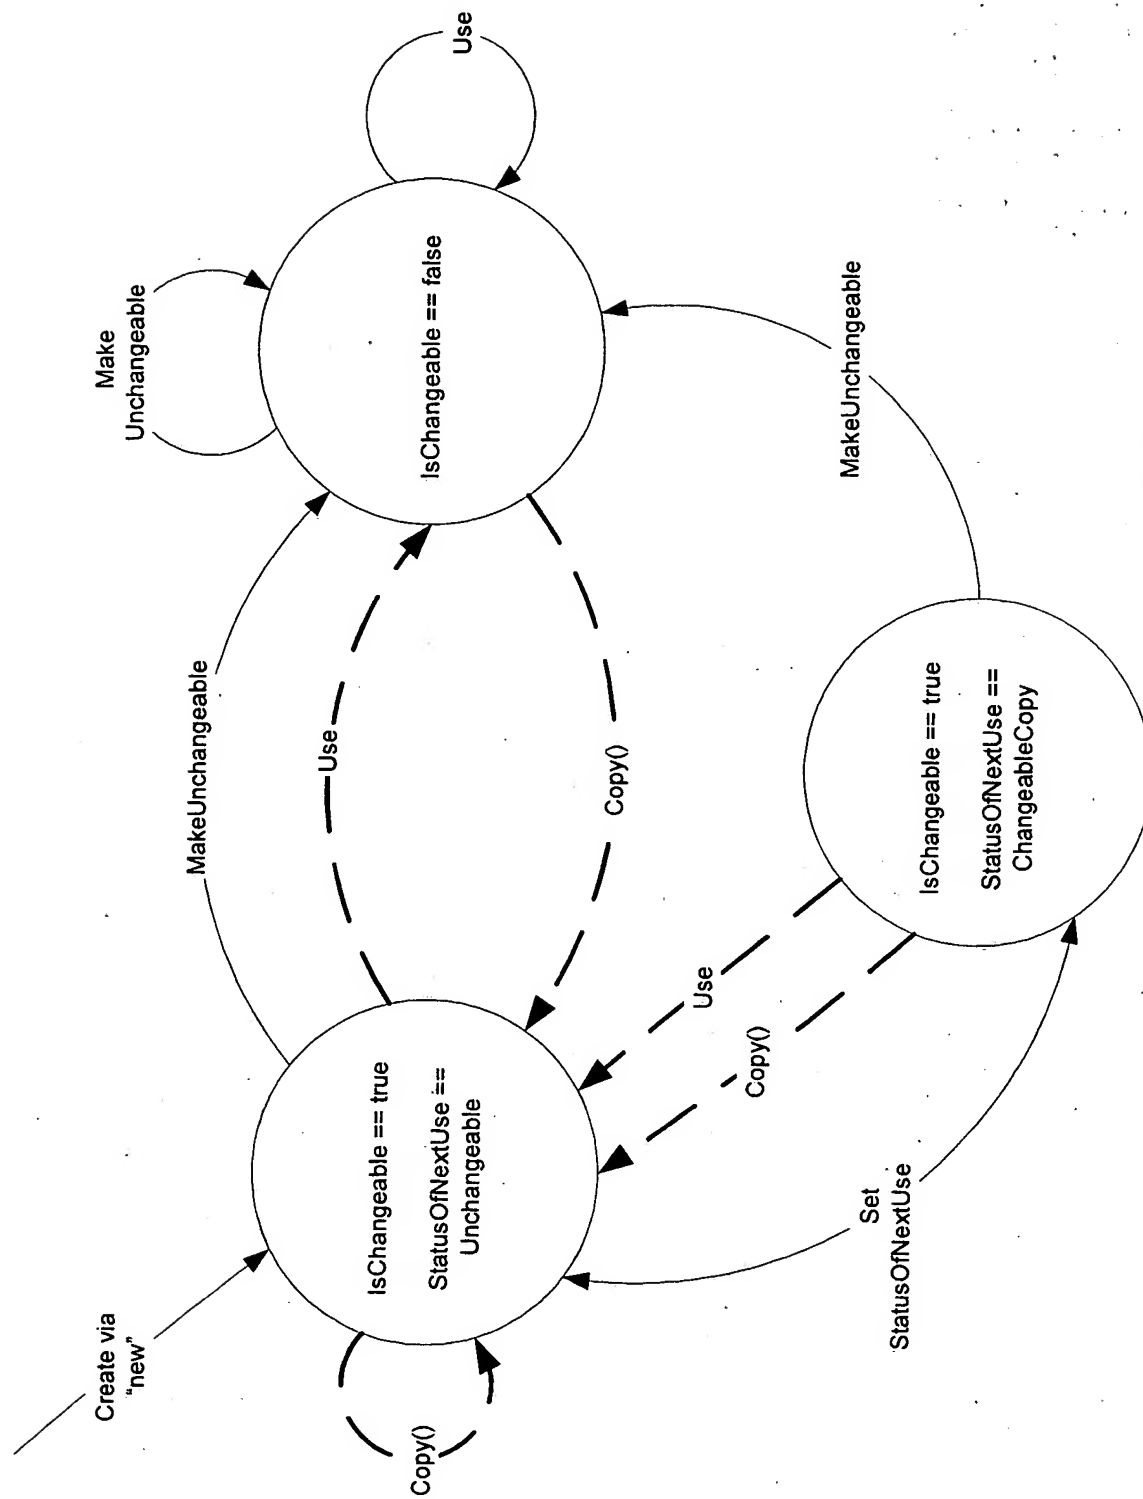 Create via
"new"
Copy()
IsChangeable == true
StatusOfNextUse ==
Unchangeable
MakeUnchangeable
Use
Copy()
Make
Unchangeable
IsChangeable == false
Use
Use
Copy()
Set
StatusOfNextUse
IsChangeable == true
StatusOfNextUse ==
ChangeableCopy
MakeUnchangeable